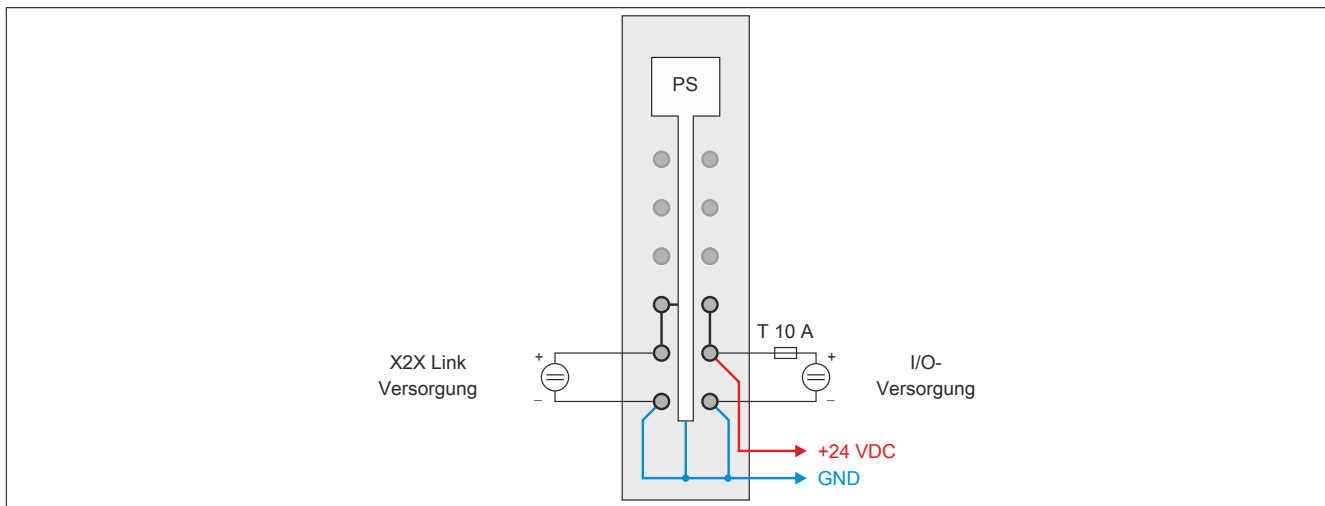 PS
T 10 A
X2X Link
Versorgung
+
–
+
–
I/O-
Versorgung
+24 VDC
GND